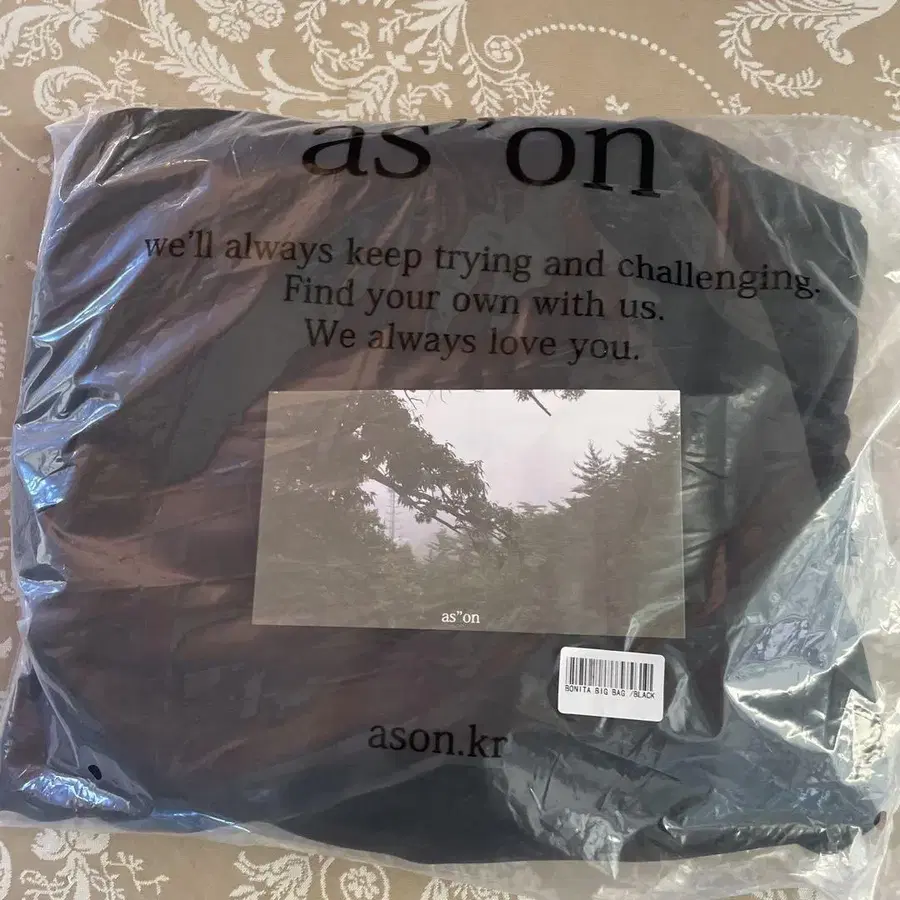 as”on
we’ll always keep trying and challenging.
Find your own with us.
We always love you.
as”on
BONITA BIG BAG /BLACK
ason.kr